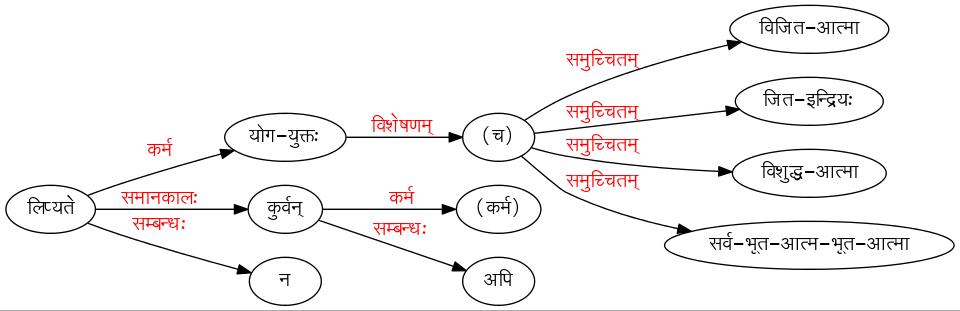 विजित-आत्मा
समुच्चितम्
जित-इन्द्रियः
समुच्चितम्
योग-युक्तः
विशेषणम्
(च)
समुच्चितम्
कर्म
विशुद्ध-आत्मा
समुच्चितम्
लिप्यते
समानकालः
कुर्वन्
कर्म
(कर्म)
सम्बन्धः
सम्बन्धः
सर्व-भूत-आत्म-भूत-आत्मा
न
अपि